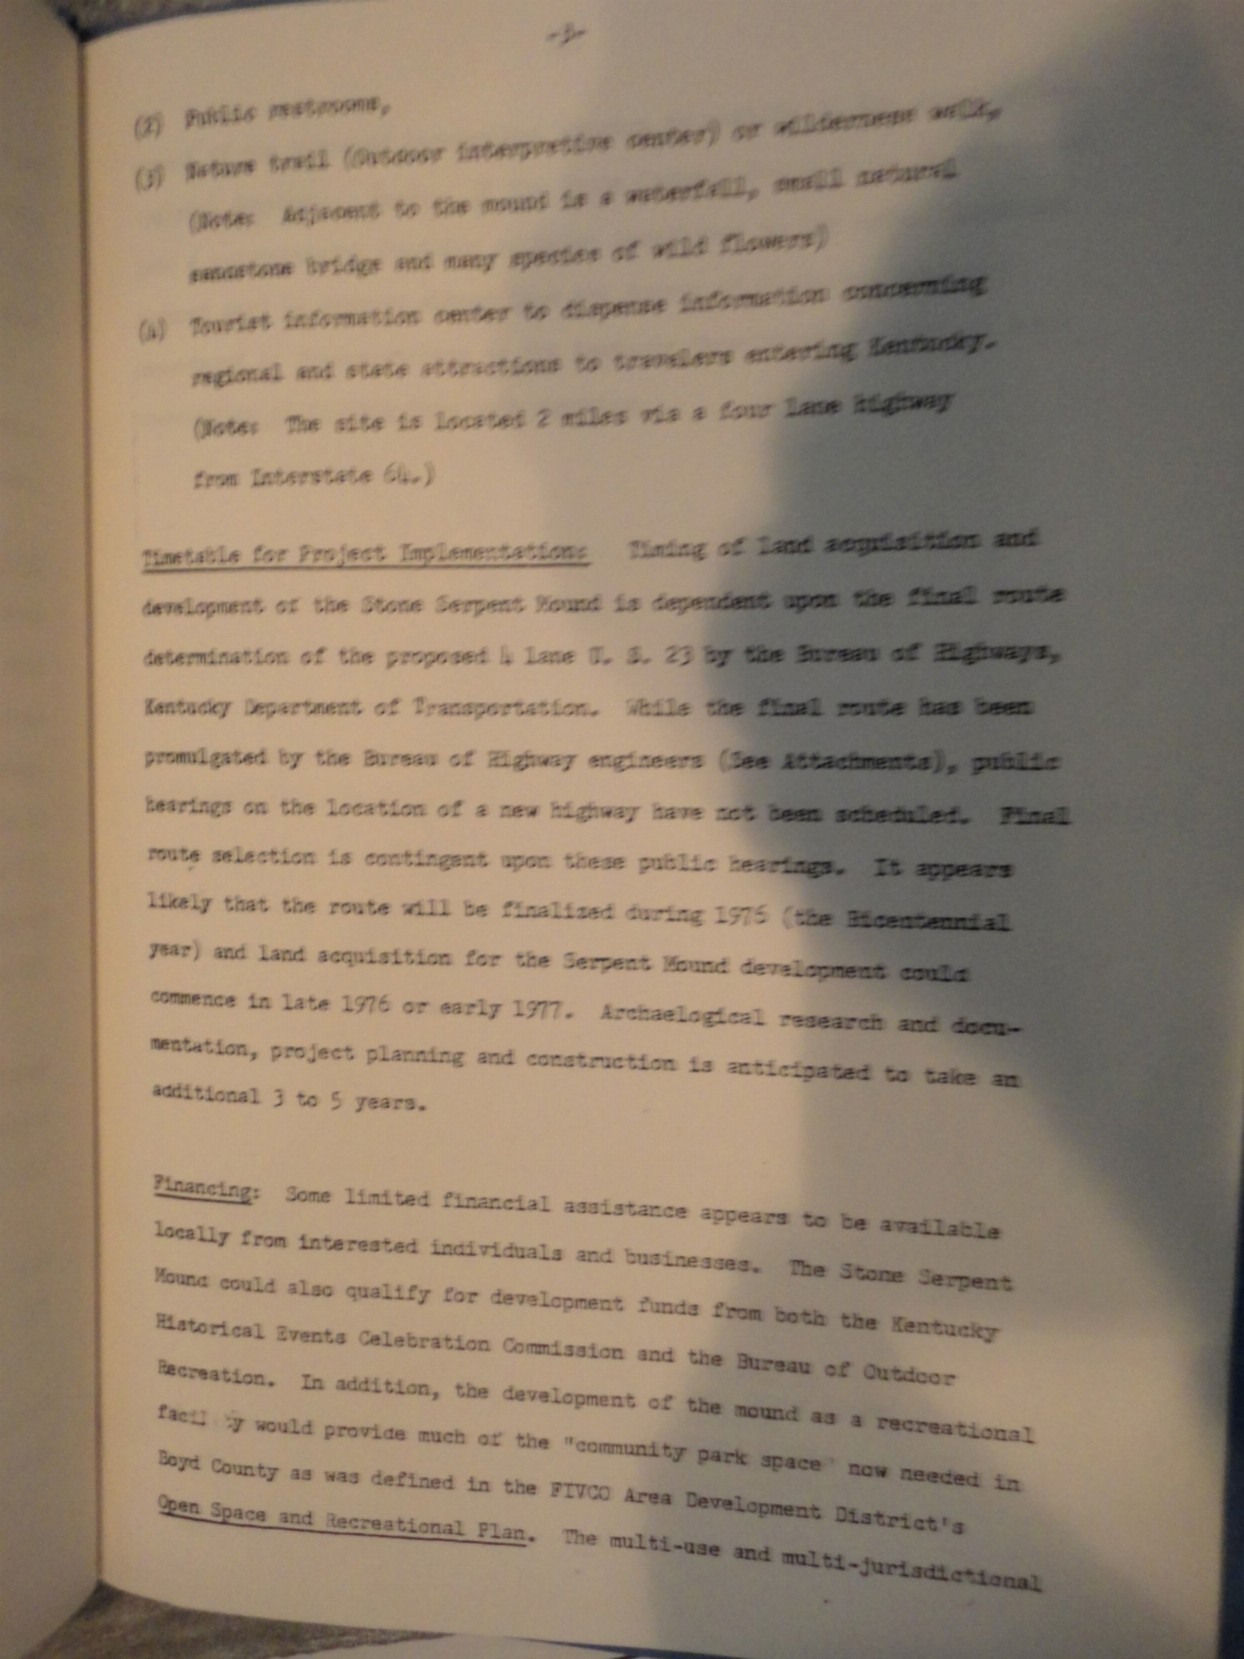 (2) Public restrooms,
(3) Nature trail (Outdoor interpretive center) or wilderness walk,
(Note: Adjacent to the mound is a waterfall, small natural
sandstone bridge and many species of wild flowers)
(4) Tourist information center to dispense information concerning
regional and state attractions to travelers entering Kentucky.
(Note: The site is located 2 miles via a four lane highway
from Interstate 64.)
Timetable for Project Implementation: Timing of land acquisition and
development of the Stone Serpent Mound is dependent upon the final route
determination of the proposed 4 lane U. S. 23 by the Bureau of Highways,
Kentucky Department of Transportation. While the final route has been
promulgated by the Bureau of Highway engineers (See Attachments), public
hearings on the location of a new highway have not been scheduled. Final
route selection is contingent upon these public hearings. It appears
likely that the route will be finalized during 1976 (the Bicentennial
year) and land acquisition for the Serpent Mound development could
commence in late 1976 or early 1977. Archaelogical research and docu-
mentation, project planning and construction is anticipated to take an
additional 3 to 5 years.
Financing: Some limited financial assistance appears to be available
locally from interested individuals and businesses. The Stone Serpent
Mound could also qualify for development funds from both the Kentucky
Historical Events Celebration Commission and the Bureau of Outdoor
Recreation. In addition, the development of the mound as a recreational
facility would provide much of the "community park space" now needed in
Boyd County as was defined in the FIVCO Area Development District's
Open Space and Recreational Plan. The multi-use and multi-jurisdictional